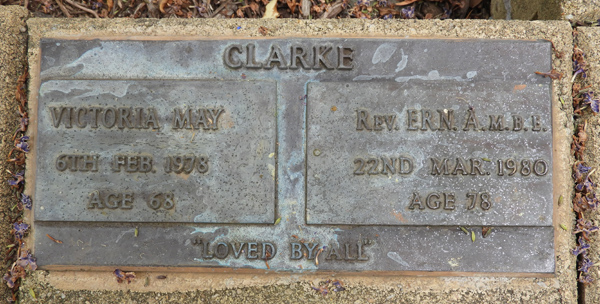 CLARKE
VICTORIA MAY
6TH FEB. 1978
AGE 68
REV. ERN. A. M.B.E.
22ND MAR. 1980
AGE 78
"LOVED BY ALL"